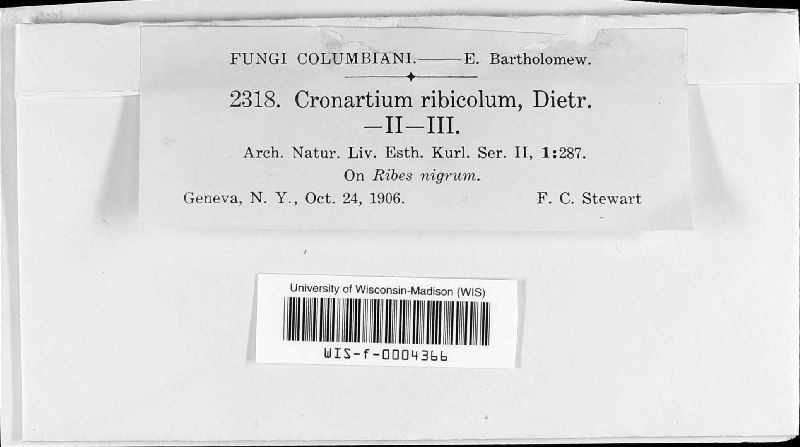 FUNGI COLUMBIANI.——E. Bartholomew.
2318. Cronartium ribicolum, Dietr.
—II—III.
Arch. Natur. Liv. Esth. Kurl. Ser. II, 1:287.
On Ribes nigrum.
Geneva, N. Y., Oct. 24, 1906. F. C. Stewart
University of Wisconsin-Madison (WIS)
WIS-f-0004366